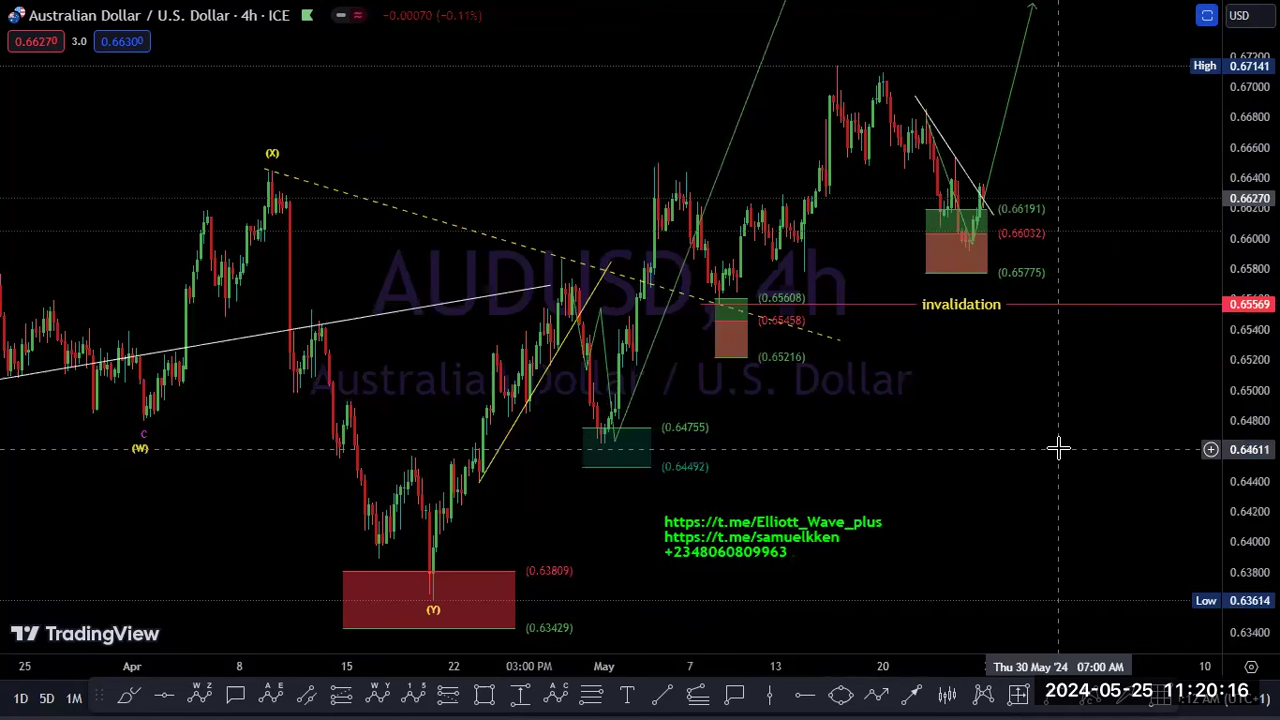 Australian Dollar / U.S. Dollar · 4h · ICE
-0.00070 (-0.11%)
USD
0.66270 3.0 0.66300
High 0.67141
0.67000
0.66800
0.66600
0.66400
0.66270
0.66000
0.65800
0.65569
0.65400
0.65200
0.65000
0.64800
0.64611
0.64400
0.64200
0.64000
0.63800
Low 0.63614
0.63400
(X)
(0.66191)
(0.66032)
(0.65775)
AUDUSD, 4h
Australian Dollar / U.S. Dollar
(0.65608)
invalidation
(0.65458)
(0.65216)
C
(W)
(0.64755)
(0.64492)
https://t.me/Elliott_Wave_plus
https://t.me/samuelkken
+2348060809963
(0.63809)
(Y)
(0.63429)
TradingView
25 Apr 8 15 22 03:00 PM May 7 13 20 Thu 30 May '24 07:00 AM 10
1D 5D 1M
2024-05-25 11:20:16